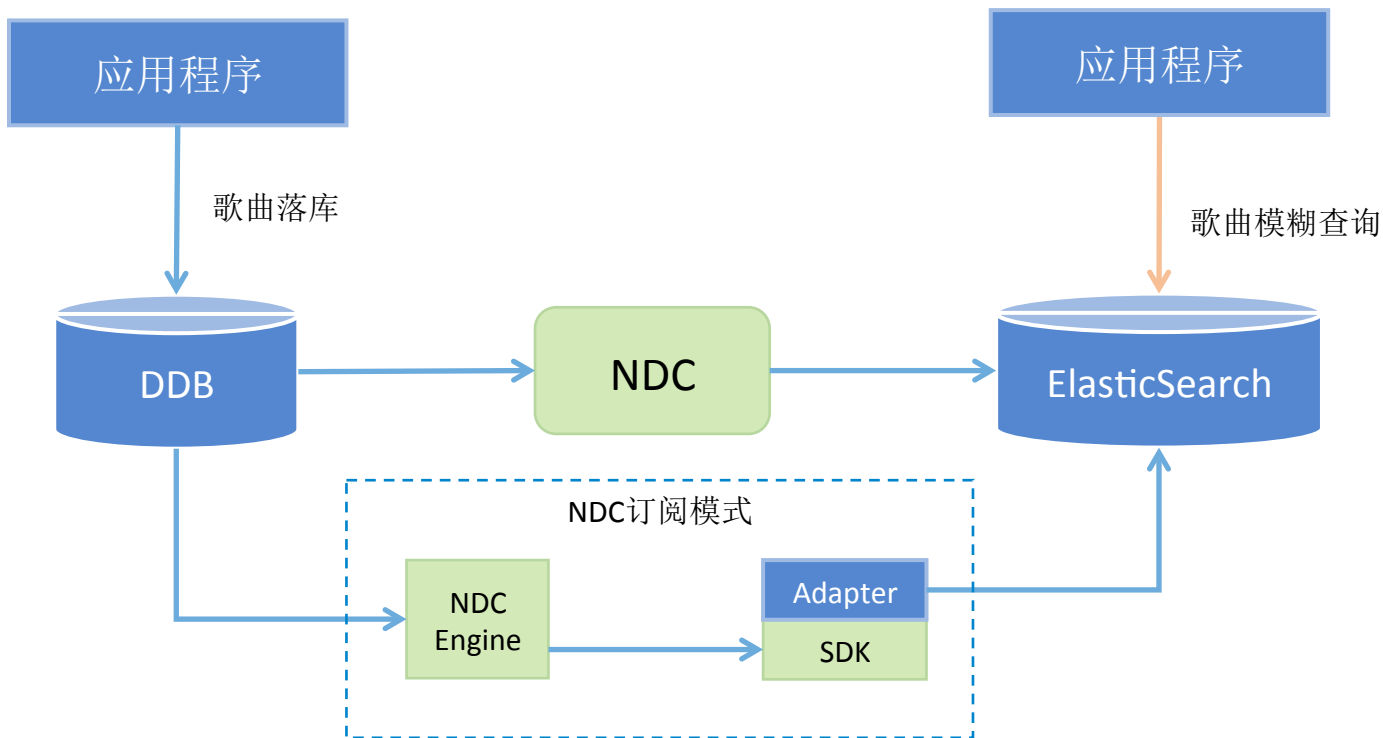 应用程序
应用程序
歌曲落库
歌曲模糊查询
DDB
NDC
ElasticSearch
NDC订阅模式
NDC
Engine
Adapter
SDK